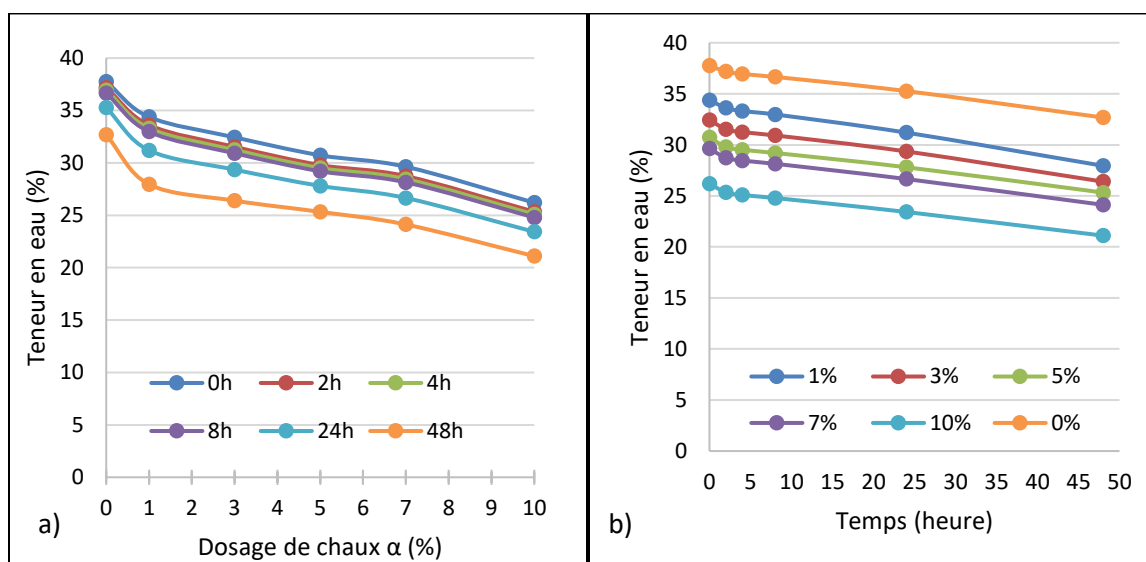 40
35
30
25
20
15
10
5
0
Teneur en eau (%)
0h 2h 4h
8h 24h 48h
0 1 2 3 4 5 6 7 8 9 10
a)
Dosage de chaux α (%)
40
35
30
25
20
15
10
5
0
Teneur en eau (%)
1% 3% 5%
7% 10% 0%
0 5 10 15 20 25 30 35 40 45 50
b)
Temps (heure)